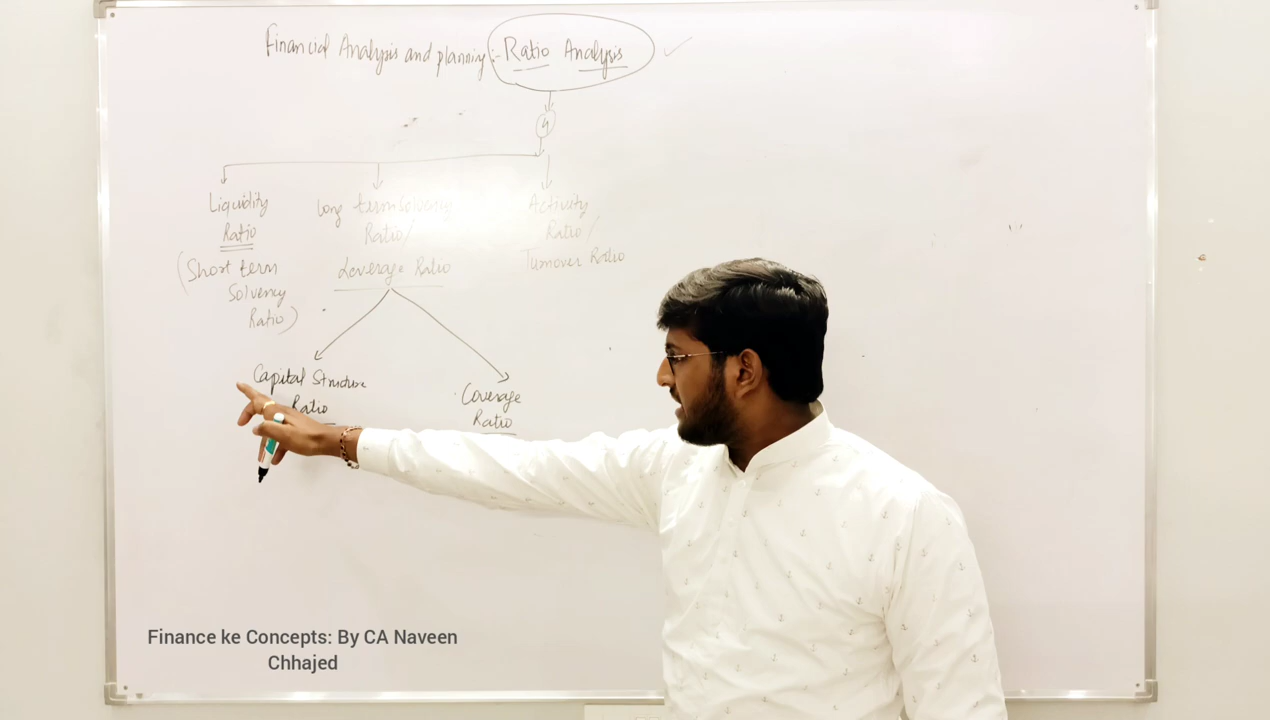 Financial Analysis and planning:- Ratio Analysis
4
Liquidity
Ratio
(Short term
Solvency
Ratio)
Long term Solvency
Ratio/
Leverage Ratio
Activity
Ratio/
Turnover Ratio
Capital Structure
Ratio
Coverage
Ratio
Finance ke Concepts: By CA Naveen
Chhajed